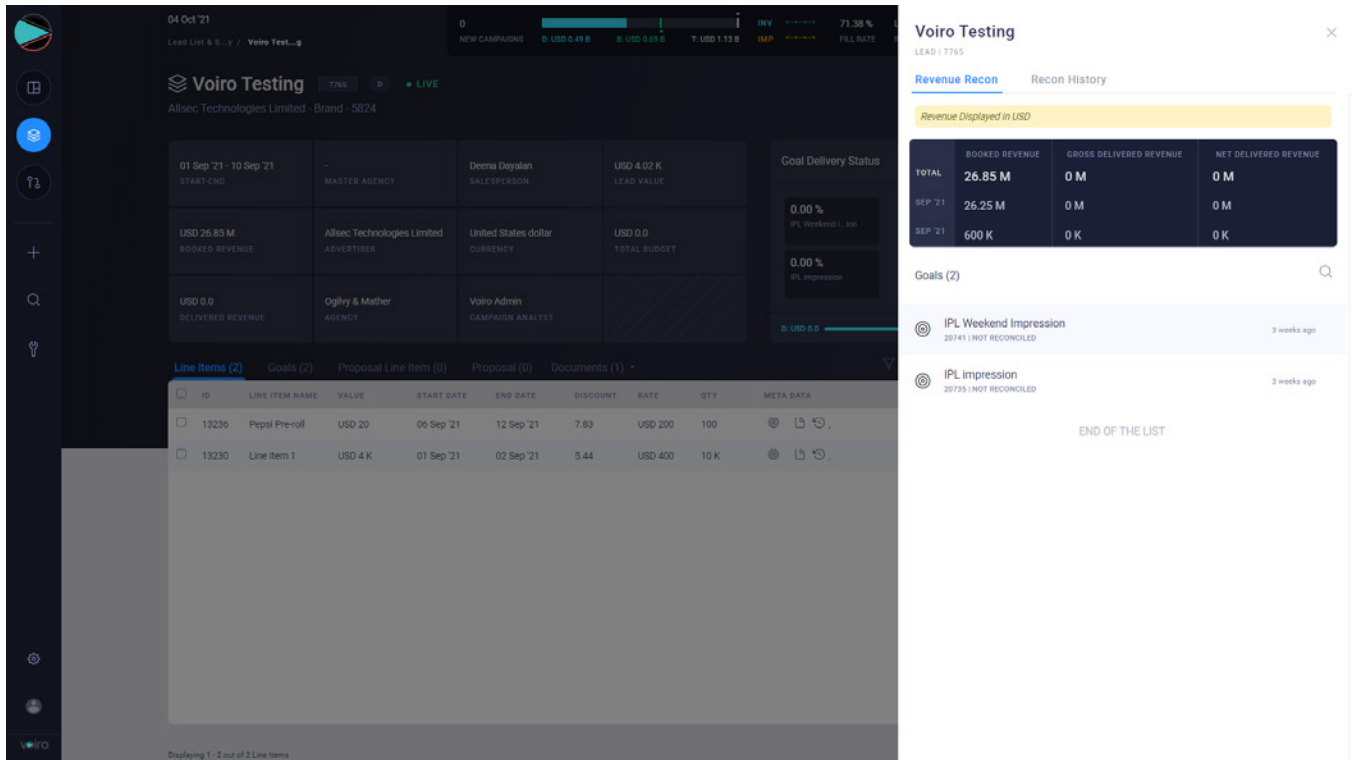 04 Oct '21
Lead List & S...y / Voiro Test...g
0
NEW CAMPAIGNS
D: USD 0.49 B
B: USD 0.69 B
T: USD 1.13 B
INV
IMP
71.38 %
FILL RATE
Voiro Testing 7765 D LIVE
Allsec Technologies Limited - Brand - 5824
01 Sep '21 - 10 Sep '21
START-END
-
MASTER AGENCY
Deena Dayalan
SALESPERSON
USD 4.02 K
LEAD VALUE
USD 26.85 M
BOOKED REVENUE
Allsec Technologies Limited
ADVERTISER
United States dollar
CURRENCY
USD 0.0
TOTAL BUDGET
USD 0.0
DELIVERED REVENUE
Ogilvy & Mather
AGENCY
Voiro Admin
CAMPAIGN ANALYST
Goal Delivery Status
0.00 %
IPL Weekend I...ion
0.00 %
IPL impression
D: USD 0.0
Line Items (2) Goals (2) Proposal Line Item (0) Proposal (0) Documents (1)
ID LINE ITEM NAME VALUE START DATE END DATE DISCOUNT RATE QTY META DATA
13236 Pepsi Pre-roll USD 20 06 Sep '21 12 Sep '21 7.83 USD 200 100
13230 Line Item 1 USD 4 K 01 Sep '21 02 Sep '21 5.44 USD 400 10 K
Displaying 1 - 2 out of 2 Line Items
voiro
Voiro Testing
LEAD | 7765
Revenue Recon Recon History
Revenue Displayed in USD
BOOKED REVENUE GROSS DELIVERED REVENUE NET DELIVERED REVENUE
TOTAL 26.85 M 0 M 0 M
SEP '21 26.25 M 0 M 0 M
SEP '21 600 K 0 K 0 K
Goals (2)
IPL Weekend Impression
20741 | NOT RECONCILED
3 weeks ago
IPL impression
20735 | NOT RECONCILED
3 weeks ago
END OF THE LIST